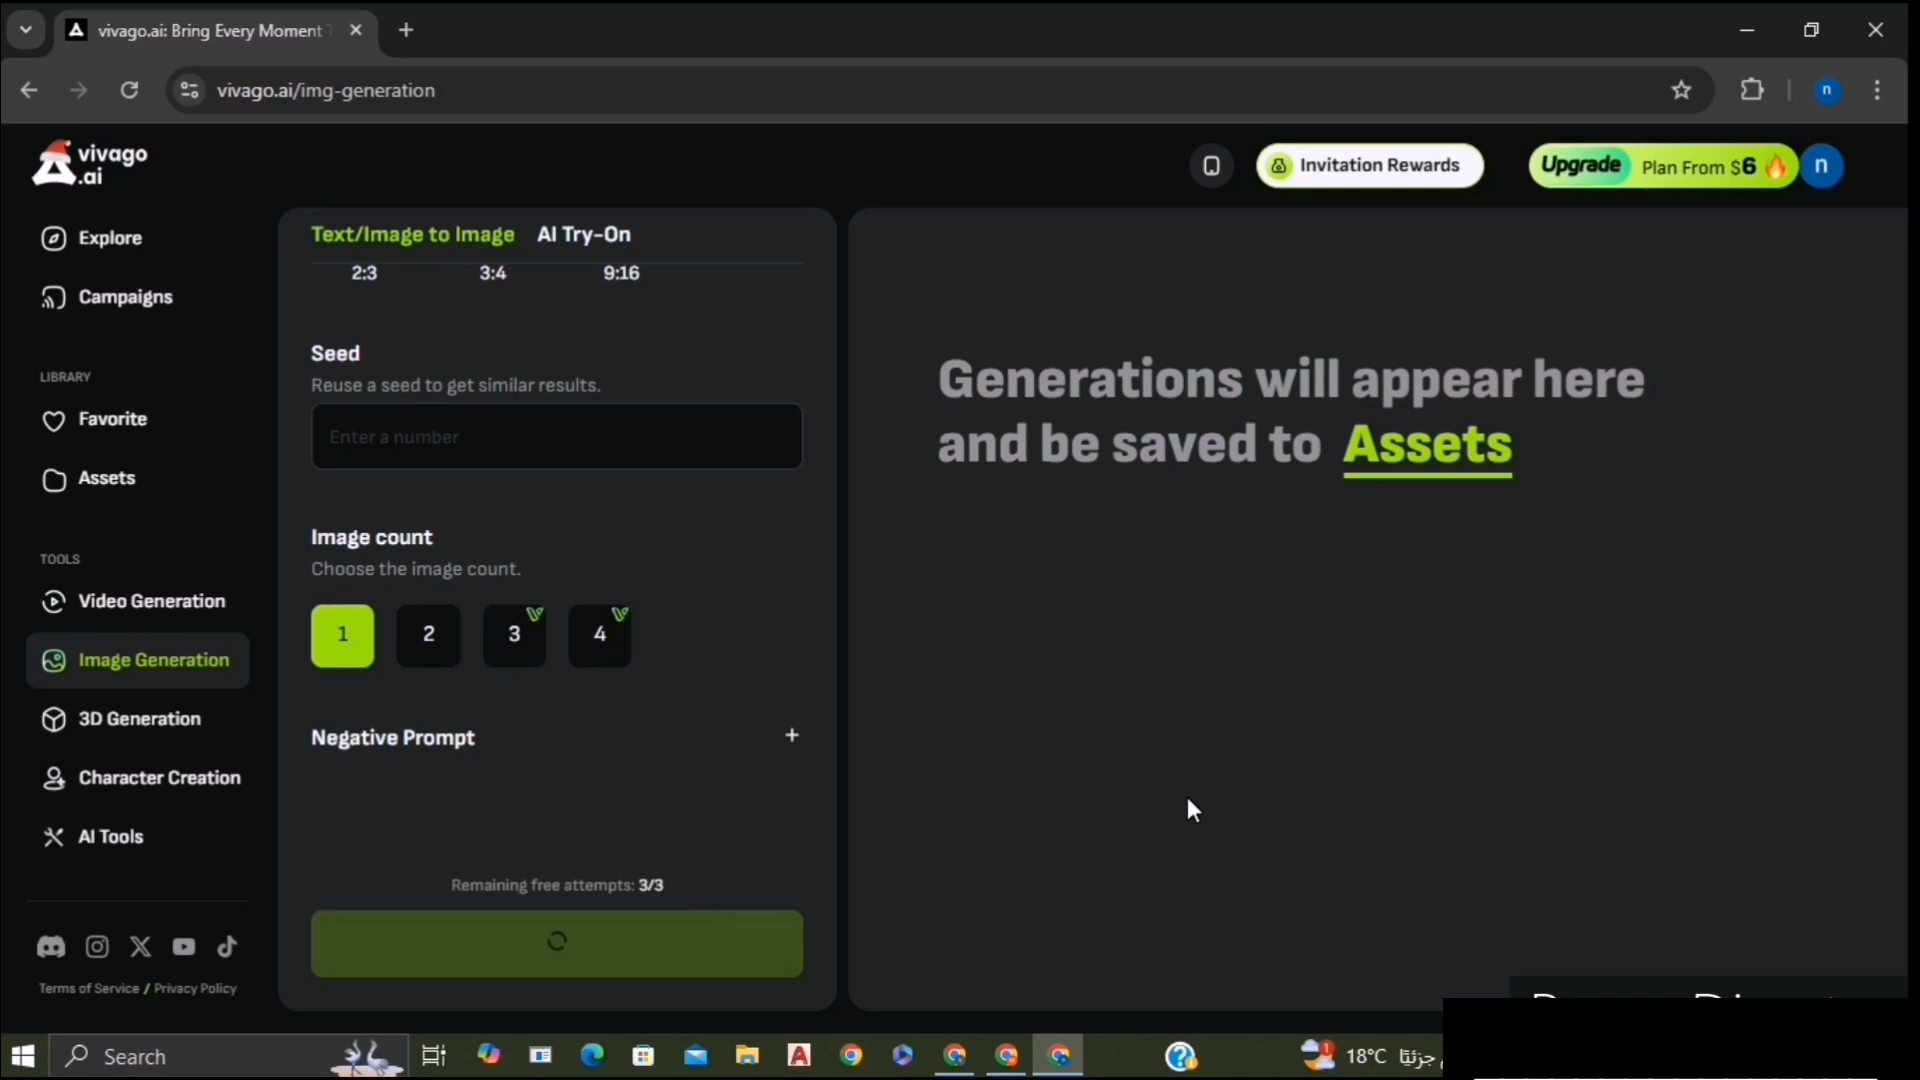 vivago.ai: Bring Every Moment
vivago.ai/img-generation
n
vivago
.ai
Invitation Rewards
Upgrade Plan From $6
n
Explore
Campaigns
LIBRARY
Favorite
Assets
TOOLS
Video Generation
Image Generation
3D Generation
Character Creation
AI Tools
Terms of Service / Privacy Policy
Text/Image to Image AI Try-On
2:3 3:4 9:16
Seed
Reuse a seed to get similar results.
Enter a number
Image count
Choose the image count.
1 2 3 4
Negative Prompt +
Remaining free attempts: 3/3
Generations will appear here
and be saved to Assets
Search
1
18°C